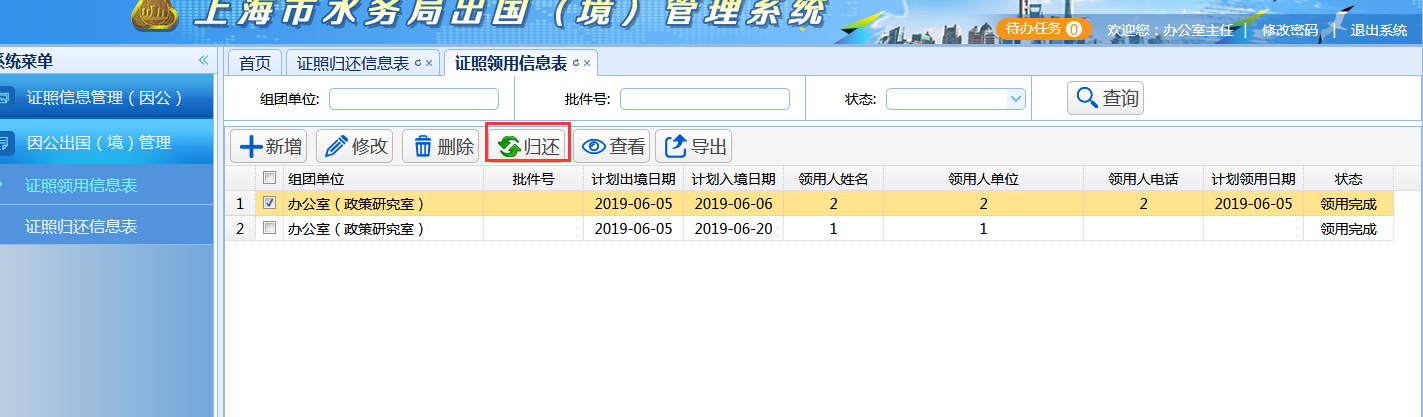 上海市水务局出国（境）管理系统
待办任务 0 欢迎您：办公室主任 | 修改密码 | 退出系统
系统菜单
首页 证照归还信息表 证照领用信息表
证照信息管理（因公）
因公出国（境）管理
证照领用信息表
证照归还信息表
组团单位: 批件号: 状态: 查询
新增 修改 删除 归还 查看 导出
组团单位 批件号 计划出境日期 计划入境日期 领用人姓名 领用人单位 领用人电话 计划领用日期 状态
1 办公室（政策研究室） 2019-06-05 2019-06-06 2 2 2 2019-06-05 领用完成
2 办公室（政策研究室） 2019-06-05 2019-06-20 1 1 领用完成